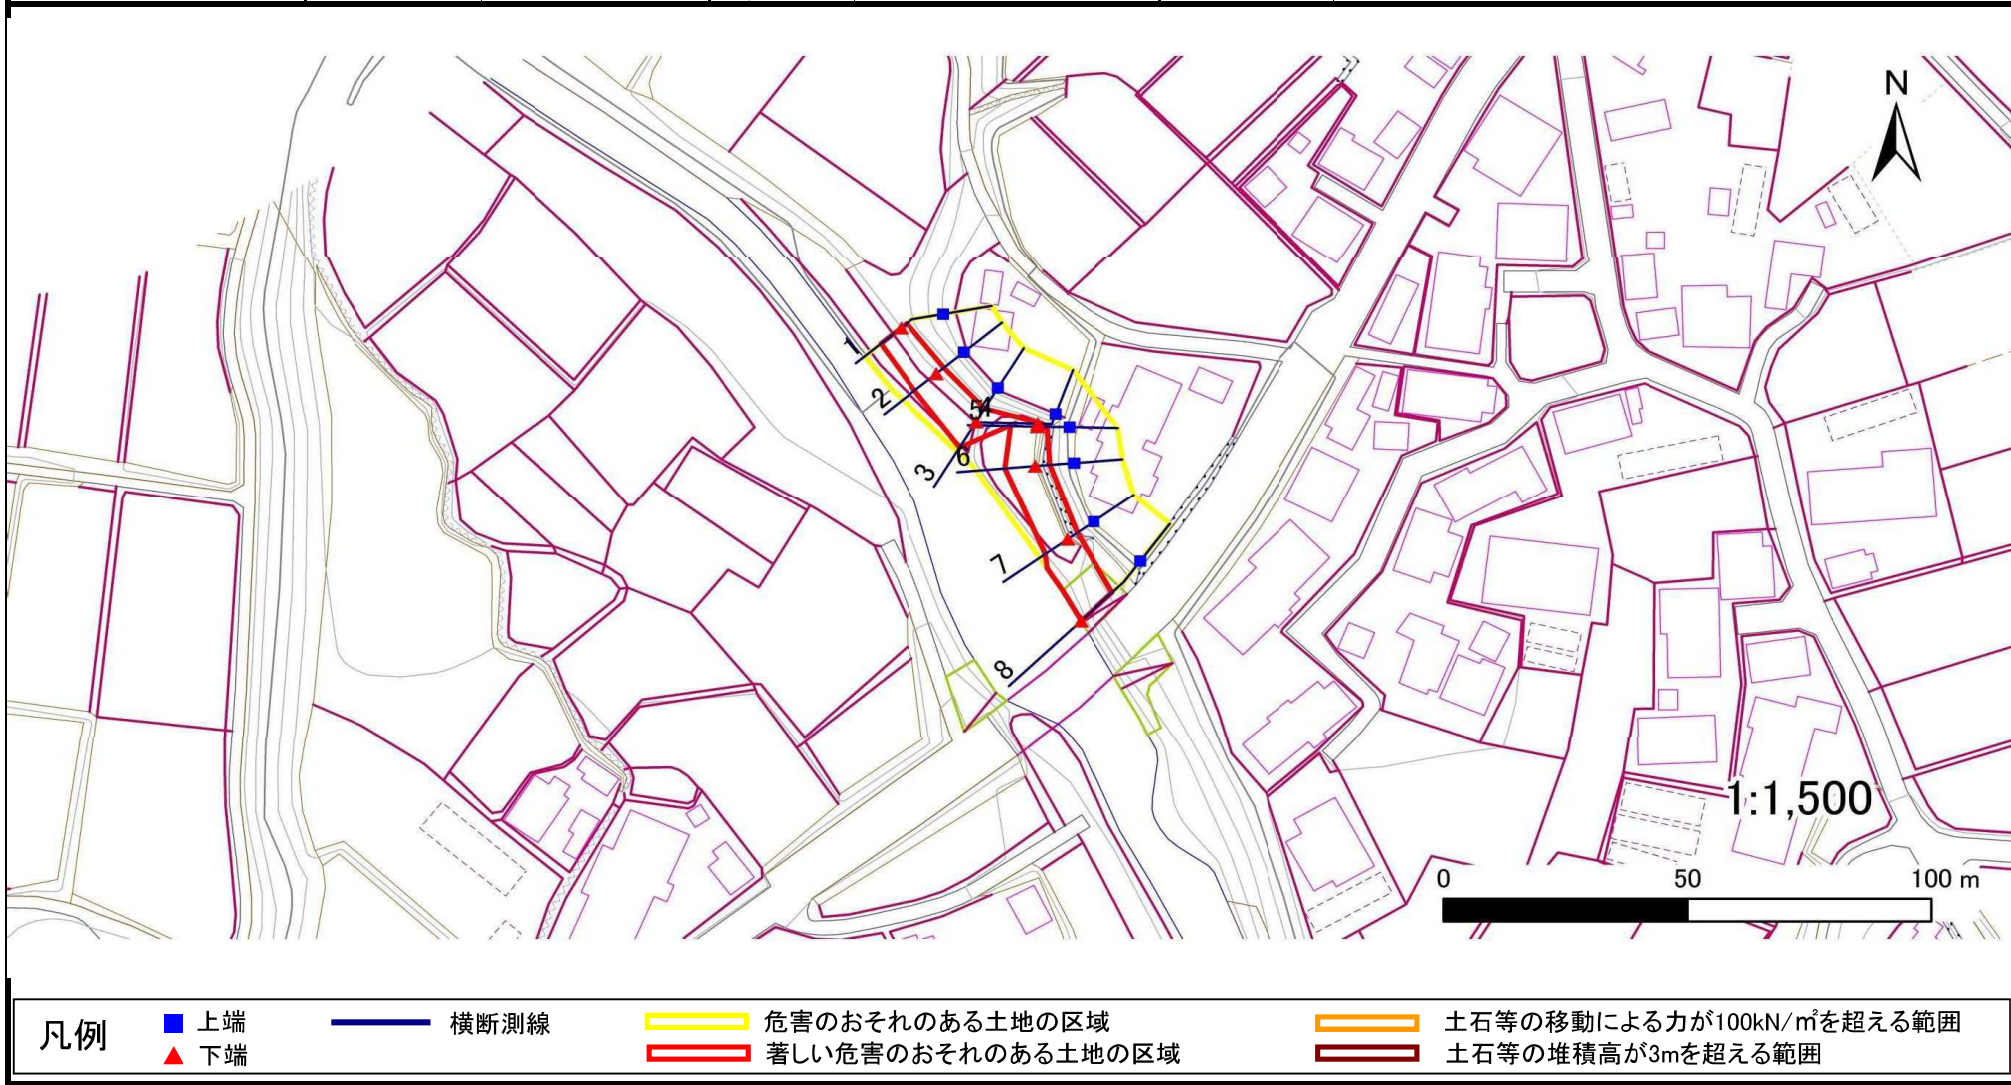 N
1
2
54
3
6
7
8
1:1,500
0 50 100 m
凡例
上端
横断測線
危害のおそれのある土地の区域
土石等の移動による力が100kN/㎡を超える範囲
下端
著しい危害のおそれのある土地の区域
土石等の堆積高が3mを超える範囲